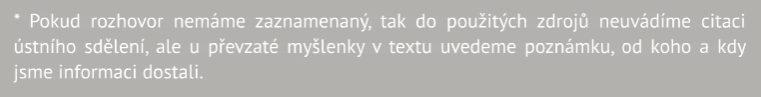 * Pokud rozhovor nemáme zaznamenaný, tak do použitých zdrojů neuvádíme citaci
ústního sdělení, ale u převzaté myšlenky v textu uvedeme poznámku, od koho a kdy
jsme informaci dostali.